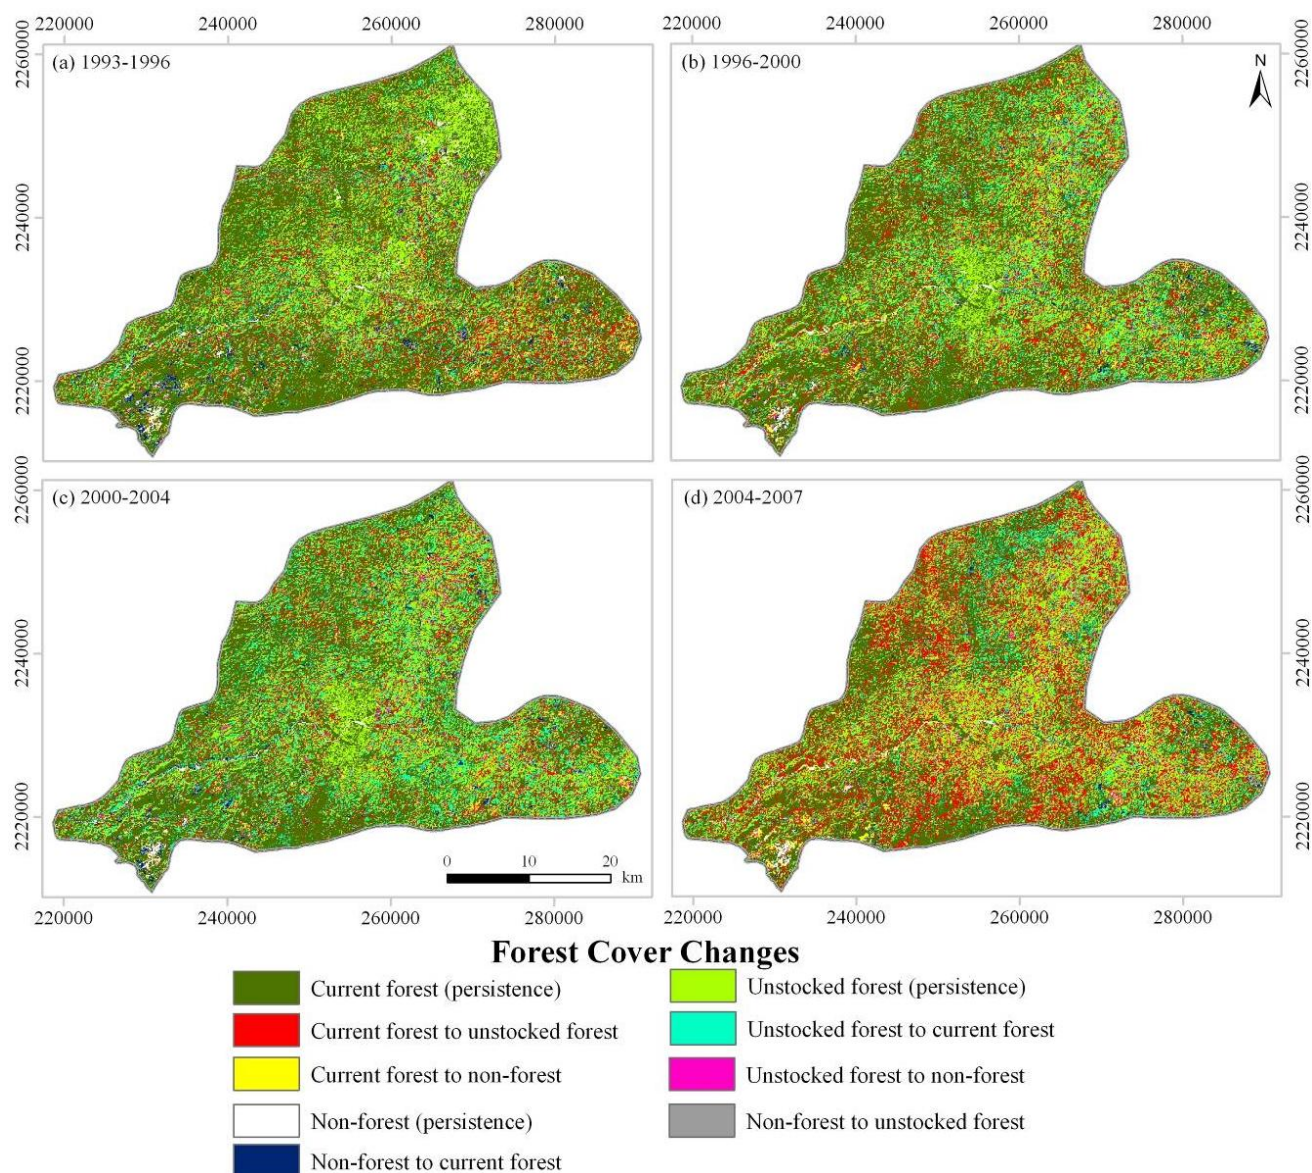 220000 240000 260000 280000 220000 240000 260000 280000
(a) 1993-1996
(b) 1996-2000
N
2260000
2240000
2220000
2260000
2240000
2220000
(c) 2000-2004
(d) 2004-2007
2260000
2240000
2220000
2260000
2240000
2220000
0 10 20
km
220000 240000 260000 280000 220000 240000 260000 280000
Forest Cover Changes
Current forest (persistence)
Current forest to unstocked forest
Current forest to non-forest
Non-forest (persistence)
Non-forest to current forest
Unstocked forest (persistence)
Unstocked forest to current forest
Unstocked forest to non-forest
Non-forest to unstocked forest